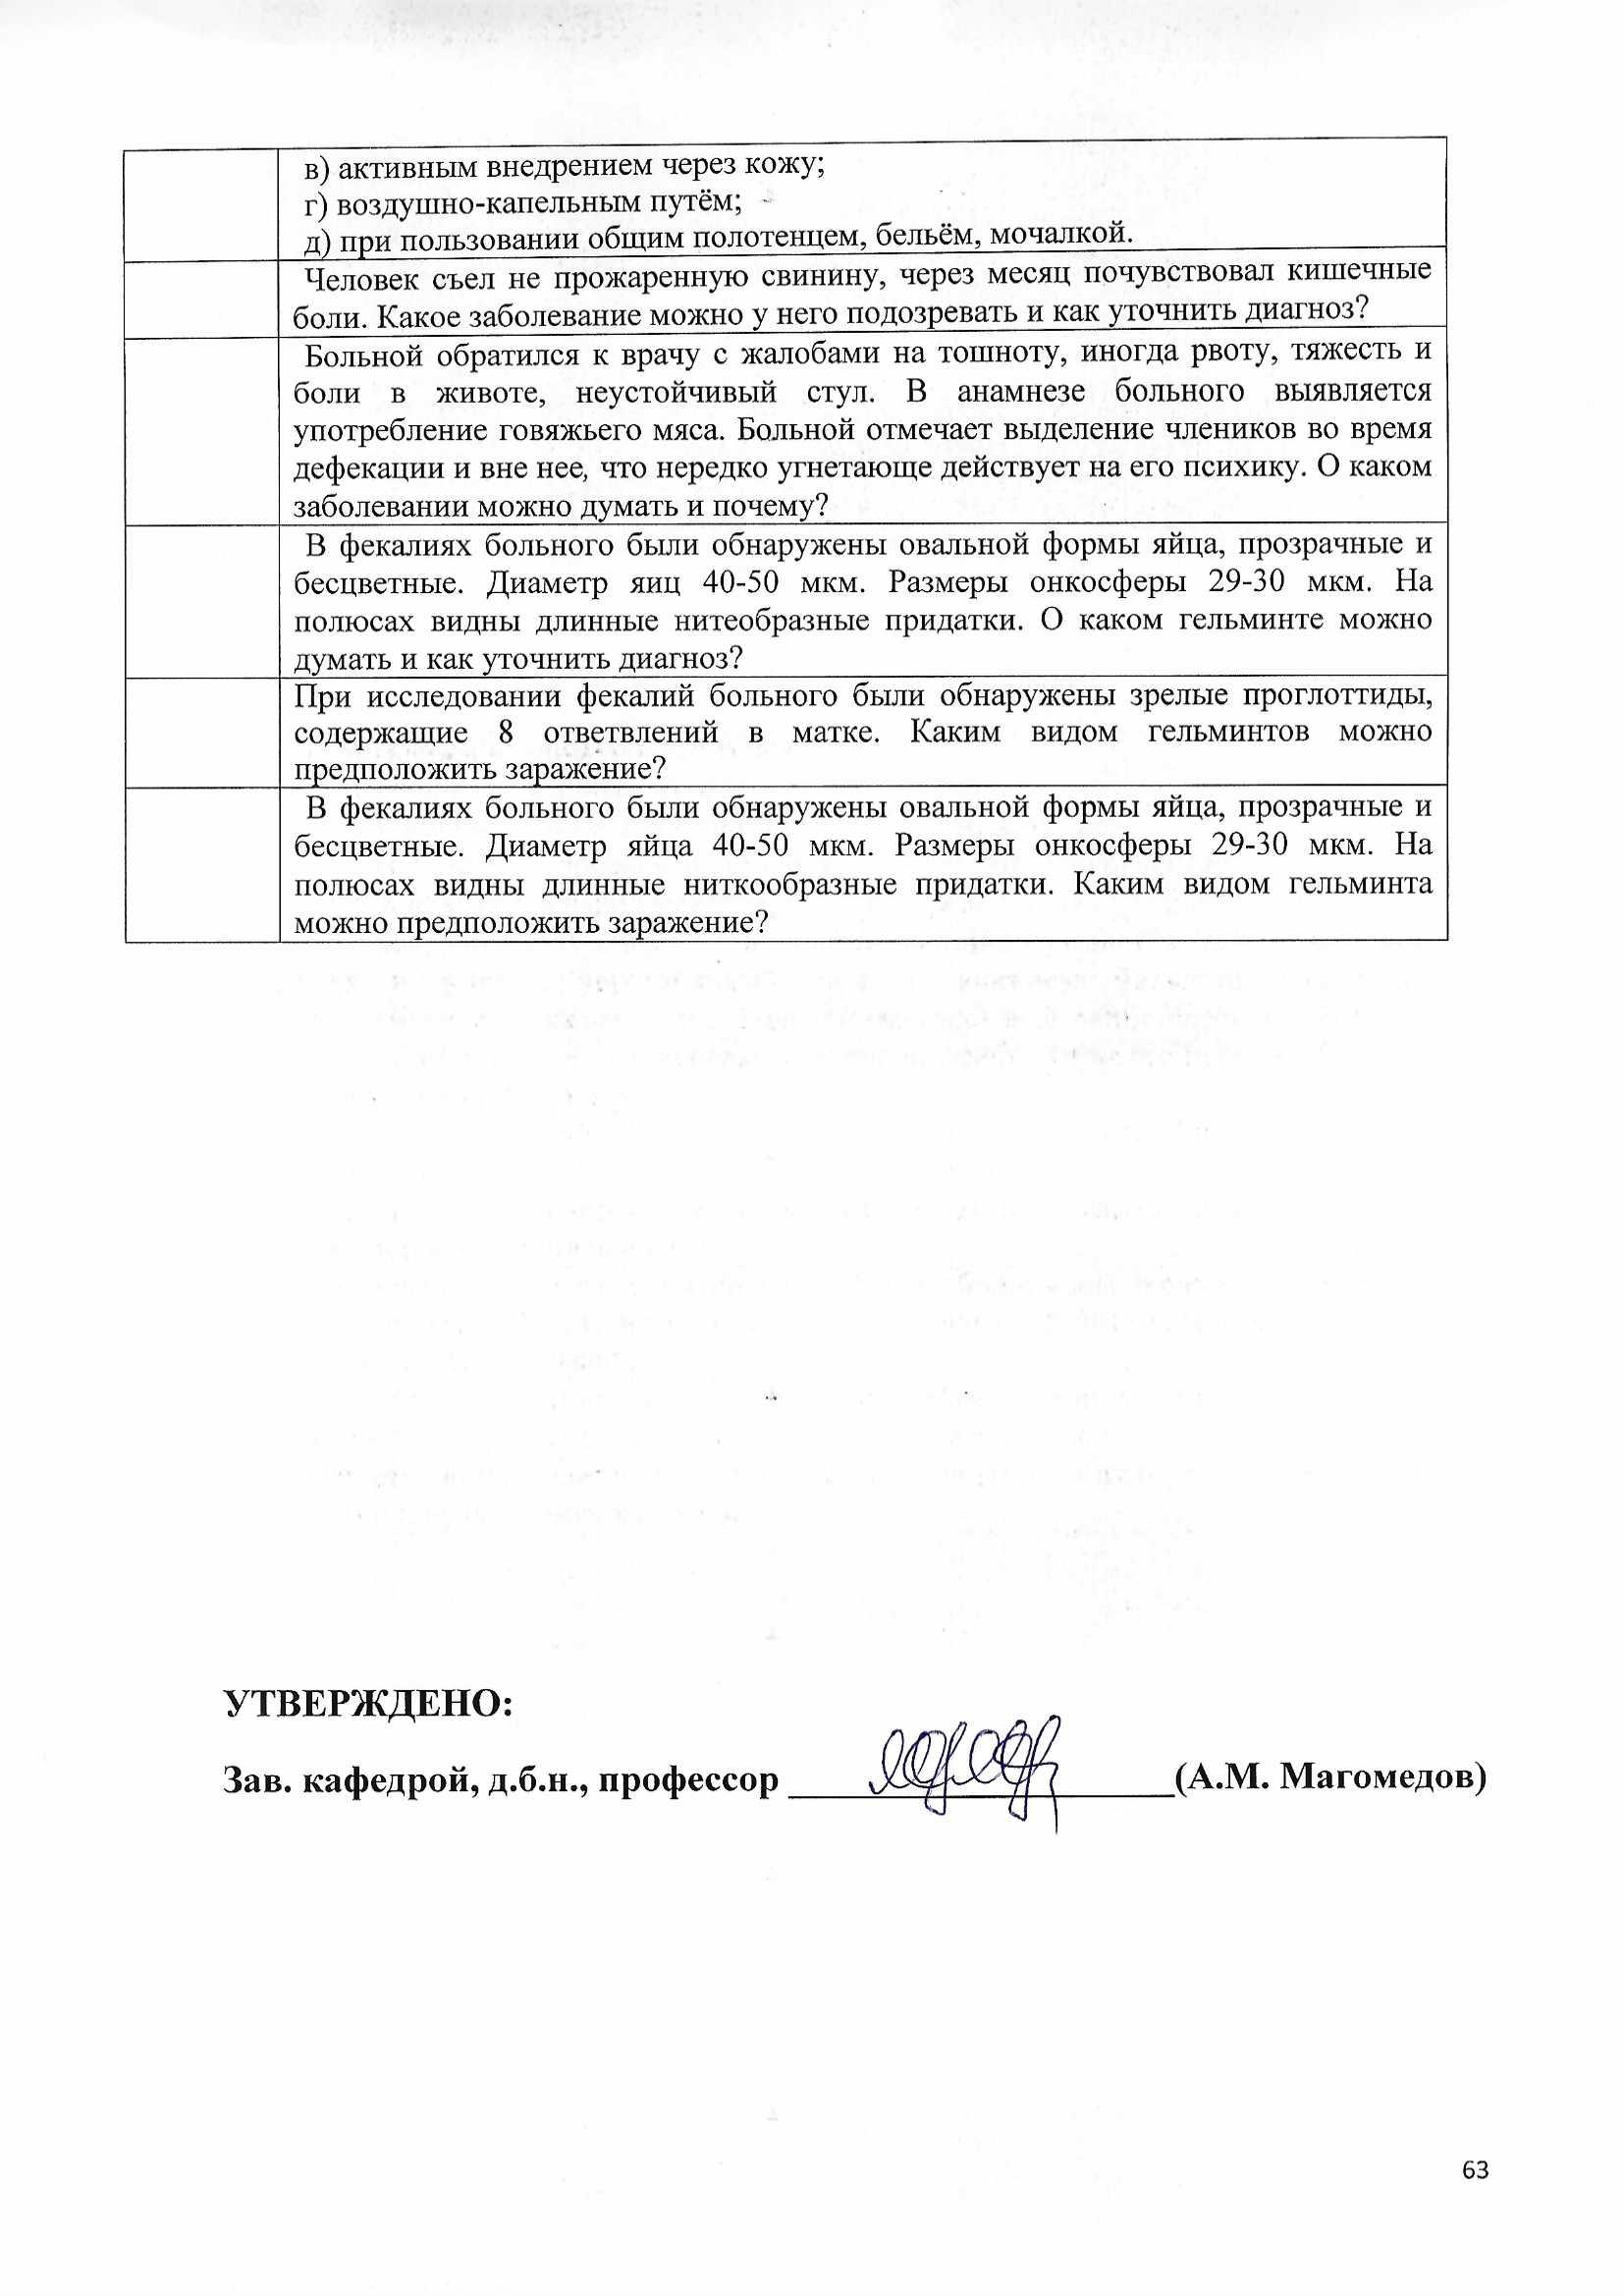 в) активным внедрением через кожу;
г) воздушно-капельным путём;
д) при пользовании общим полотенцем, бельём, мочалкой.
Человек съел не прожаренную свинину, через месяц почувствовал кишечные
боли. Какое заболевание можно у него подозревать и как уточнить диагноз?
Больной обратился к врачу с жалобами на тошноту, иногда рвоту, тяжесть и
боли в животе, неустойчивый стул. В анамнезе больного выявляется
употребление говяжьего мяса. Больной отмечает выделение члеников во время
дефекации и вне нее, что нередко угнетающе действует на его психику. О каком
заболевании можно думать и почему?
В фекалиях больного были обнаружены овальной формы яйца, прозрачные и
бесцветные. Диаметр яиц 40-50 мкм. Размеры онкосферы 29-30 мкм. На
полюсах видны длинные нитеобразные придатки. О каком гельминте можно
думать и как уточнить диагноз?
При исследовании фекалий больного были обнаружены зрелые проглоттиды,
содержащие 8 ответвлений в матке. Каким видом гельминтов можно
предположить заражение?
В фекалиях больного были обнаружены овальной формы яйца, прозрачные и
бесцветные. Диаметр яйца 40-50 мкм. Размеры онкосферы 29-30 мкм. На
полюсах видны длинные ниткообразные придатки. Каким видом гельминта
можно предположить заражение?
УТВЕРЖДЕНО:
Зав. кафедрой, д.б.н., профессор (А.М. Магомедов)
63